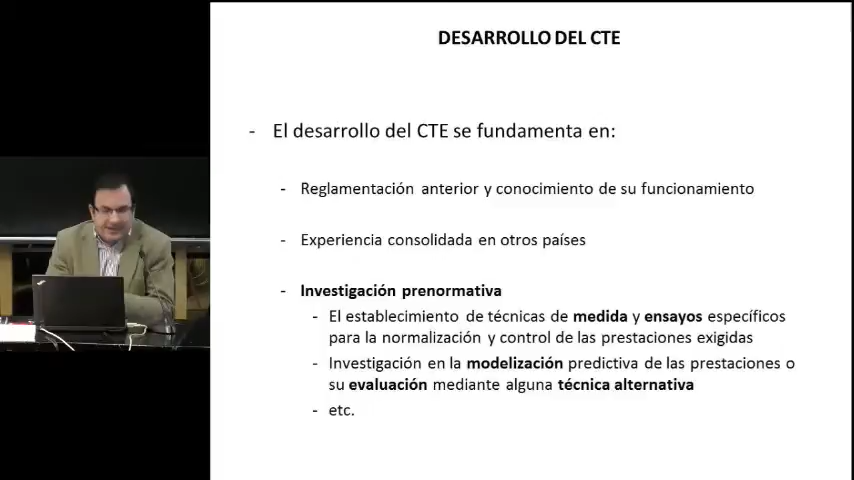 DESARROLLO DEL CTE
- El desarrollo del CTE se fundamenta en:
- Reglamentación anterior y conocimiento de su funcionamiento
- Experiencia consolidada en otros países
- Investigación prenormativa
- El establecimiento de técnicas de medida y ensayos específicos
para la normalización y control de las prestaciones exigidas
- Investigación en la modelización predictiva de las prestaciones o
su evaluación mediante alguna técnica alternativa
- etc.